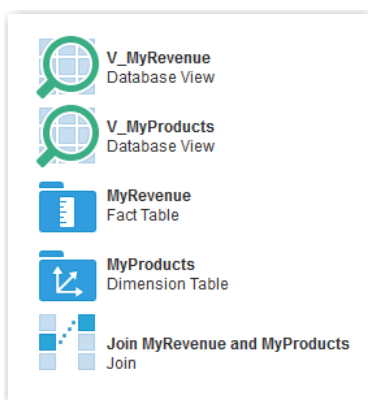 V_MyRevenue
Database View
V_MyProducts
Database View
MyRevenue
Fact Table
MyProducts
Dimension Table
Join MyRevenue and MyProducts
Join